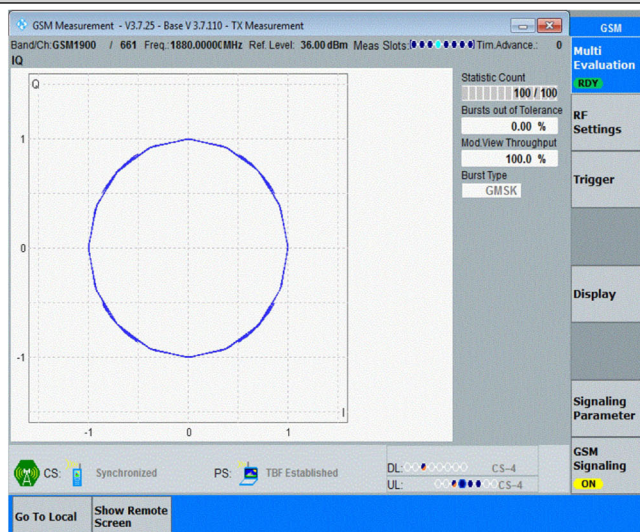 GSM Measurement - V3.7.25 - Base V 3.7.110 - TX Measurement
GSM
Band/Ch:GSM1900 / 661 Freq.:1880.00000MHz Ref. Level: 36.00 dBm Meas Slots: Tim.Advance.: 0
IQ
Multi
Evaluation
RDY
Q
Statistic Count
100 / 100
Bursts out of Tolerance
0.00 %
Mod.View Throughput
100.0 %
Burst Type
GMSK
RF
Settings
Trigger
Display
Signaling
Parameter
GSM
Signaling
ON
1
0
-1
I
-1 0 1
CS: Synchronized PS: TBF Established
DL: CS-4
UL: CS-4
Go To Local
Show Remote
Screen